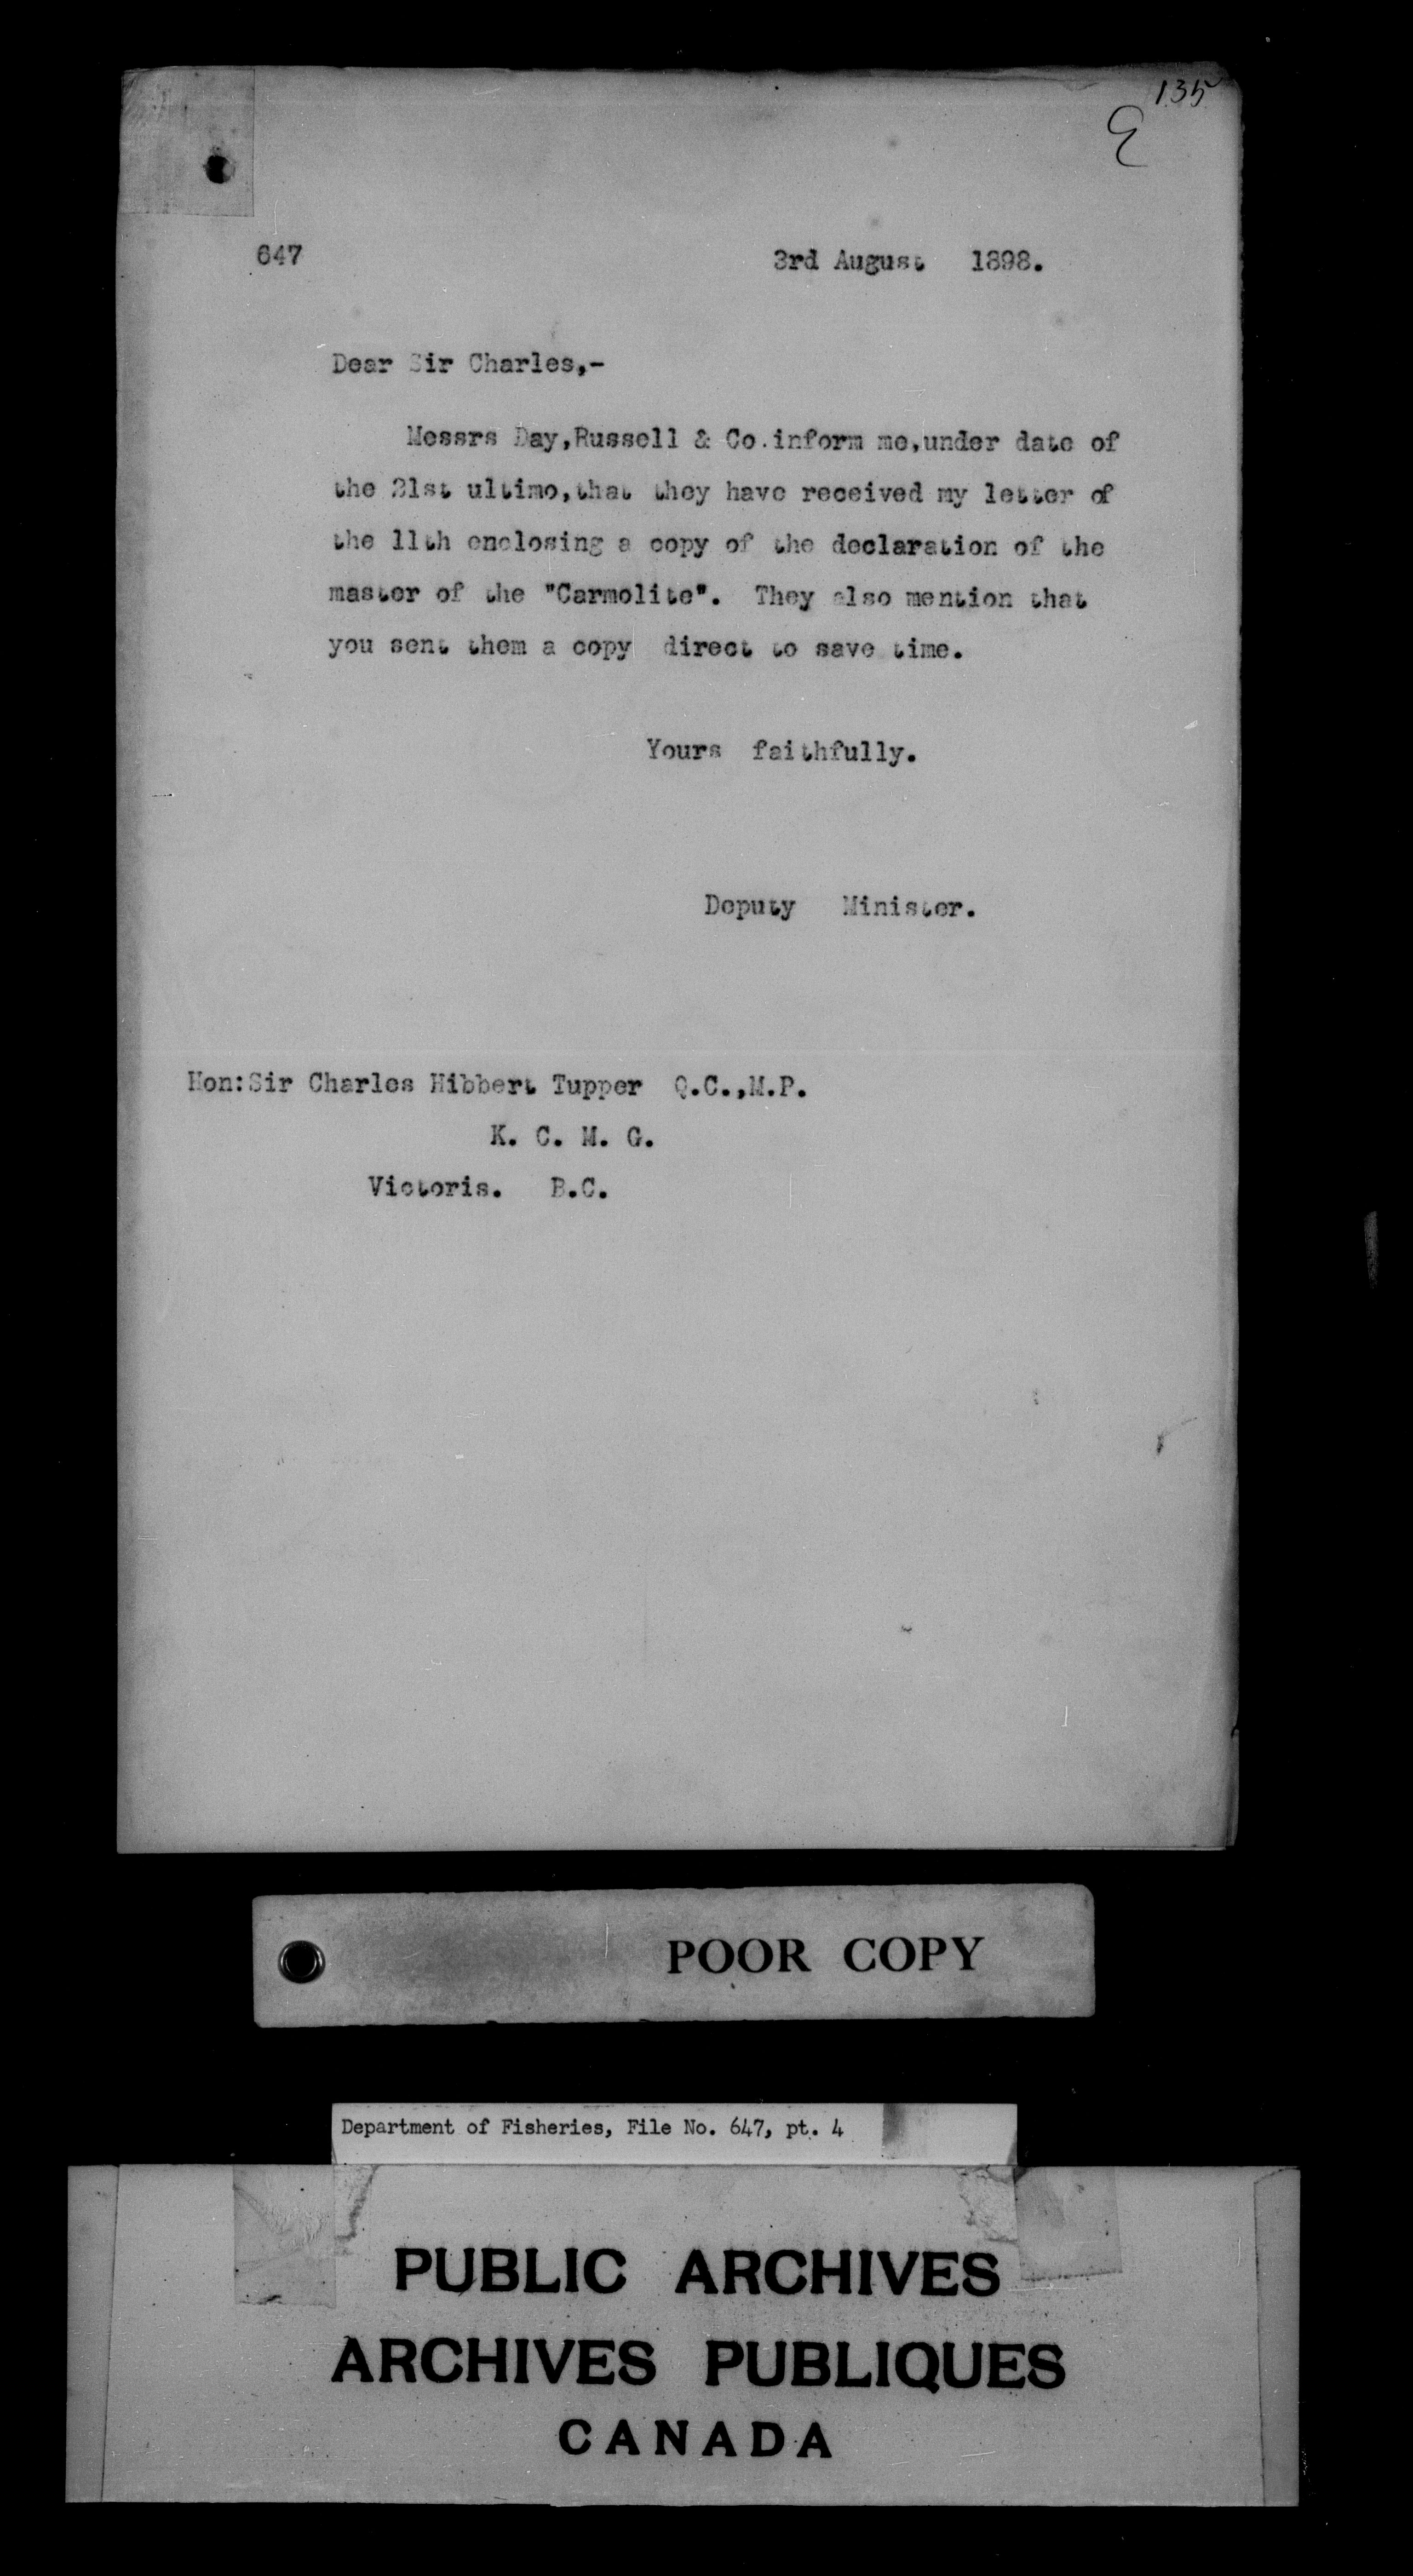 135
E
647 3rd August 1898.
Dear Sir Charles,-
Messrs Day,Russell & Co.inform me,under date of
the 21st ultimo,that they have received my letter of
the 11th enclosing a copy of the declaration of the
master of the "Carmolite". They also mention that
you sent them a copy direct to save time.
Yours faithfully.
Deputy Minister.
Hon:Sir Charles Hibbert Tupper Q.C.,M.P.
K. C. M. G.
Victoria. B.C.
POOR COPY
Department of Fisheries, File No. 647, pt. 4
PUBLIC ARCHIVES
ARCHIVES PUBLIQUES
CANADA